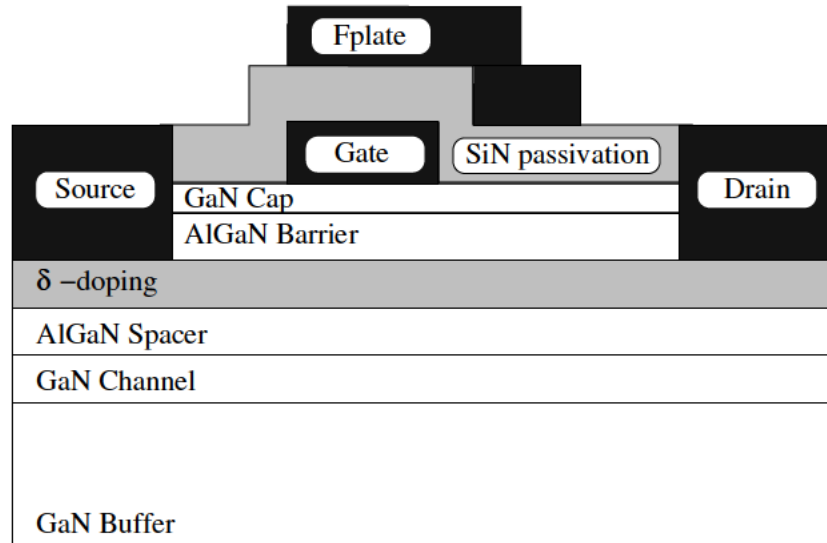 Fplate
Gate
SiN passivation
Source
GaN Cap
Drain
AlGaN Barrier
δ −doping
AlGaN Spacer
GaN Channel
GaN Buffer